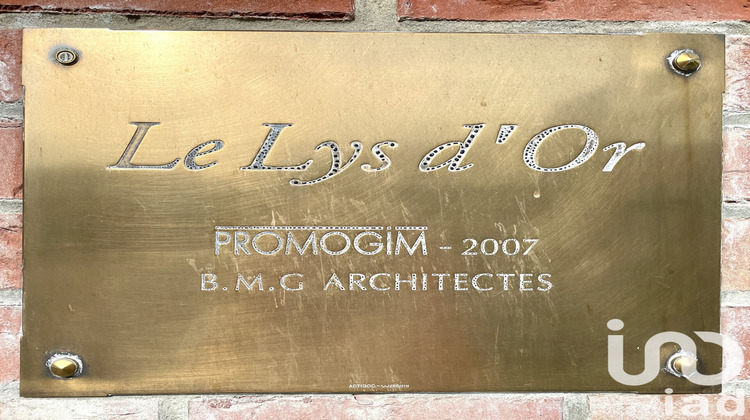 Le Lys d'Or
PROMOGIM - 2007
B.M.G ARCHITECTES
iad